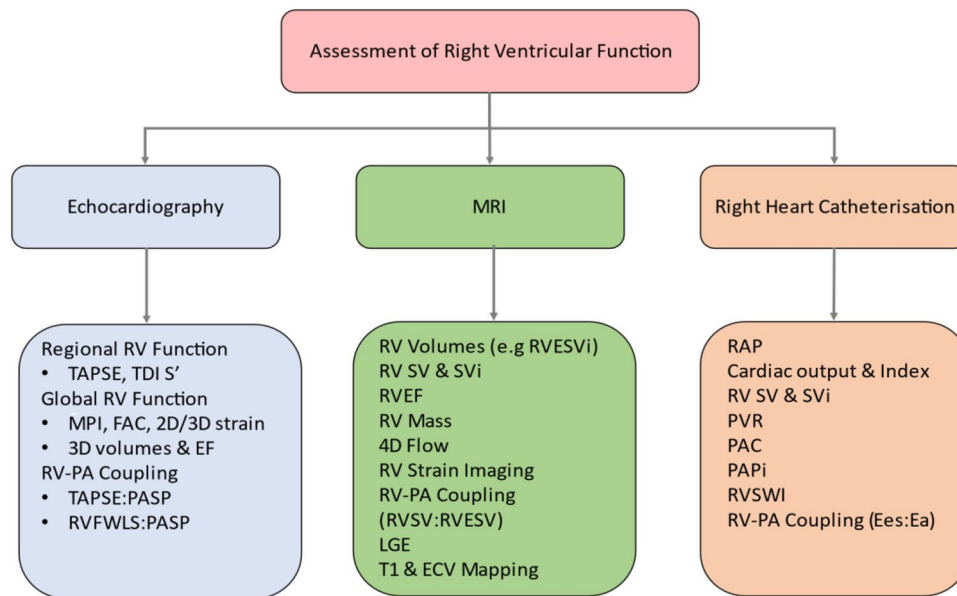 Assessment of Right Ventricular Function
Echocardiography
MRI
Right Heart Catheterisation
Regional RV Function
• TAPSE, TDI S’
Global RV Function
• MPI, FAC, 2D/3D strain
• 3D volumes & EF
RV-PA Coupling
• TAPSE:PASP
• RVFWLS:PASP
RV Volumes (e.g RVESVi)
RV SV & SVi
RVEF
RV Mass
4D Flow
RV Strain Imaging
RV-PA Coupling
(RVSV:RVESV)
LGE
T1 & ECV Mapping
RAP
Cardiac output & Index
RV SV & SVi
PVR
PAC
PAPi
RVSWI
RV-PA Coupling (Ees:Ea)